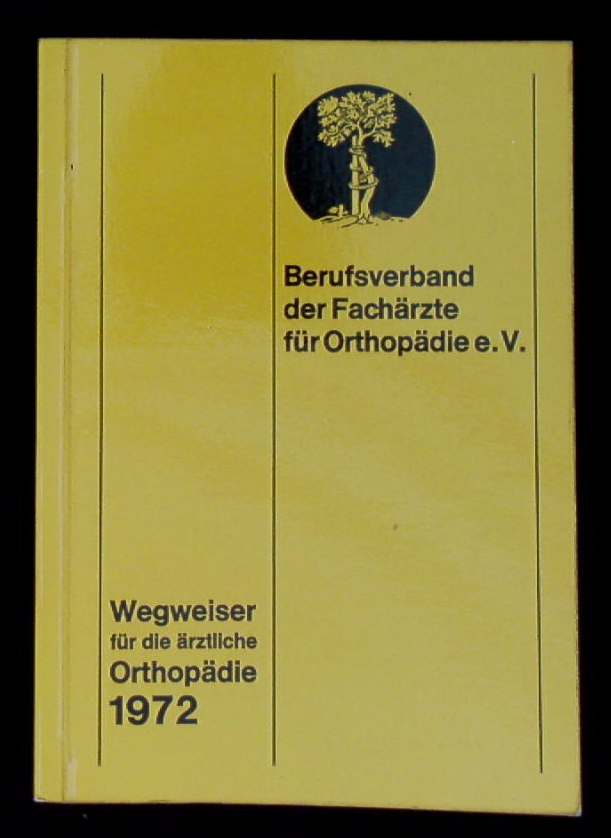 Berufsverband
der Fachärzte
für Orthopädie e.V.
Wegweiser
für die ärztliche
Orthopädie
1972